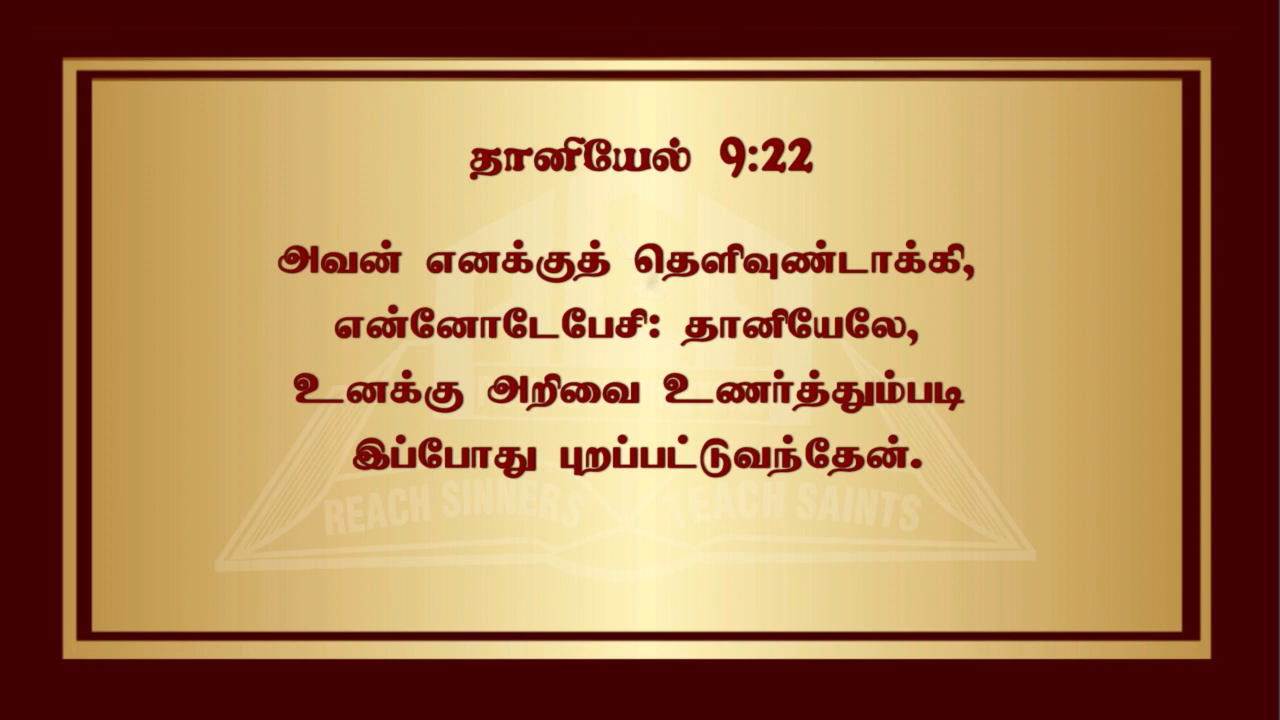 தானியேல் 9:22
அவன் எனக்குத் தெளிவுண்டாக்கி,
என்னோடேபேசி: தானியேலே,
உனக்கு அறிவை உணர்த்தும்படி
இப்போது புறப்பட்டுவந்தேன்.
REACH SINNERS TEACH SAINTS